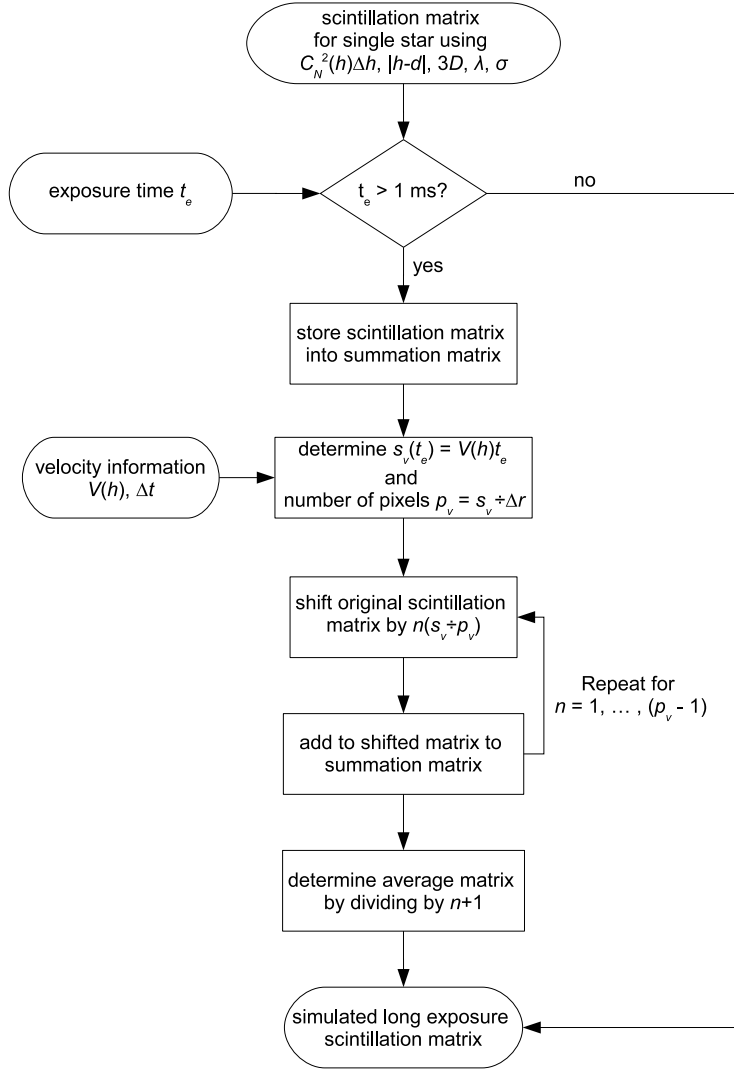 scintillation matrix
for single star using
C_N²(h)Δh, |h-d|, 3D, λ, σ
exposure time t_e
t_e > 1 ms?
no
yes
store scintillation matrix
into summation matrix
velocity information
V(h), Δt
determine s_v(t_e) = V(h)t_e
and
number of pixels p_v = s_v ÷ Δr
shift original scintillation
matrix by n(s_v÷p_v)
Repeat for
n = 1, … , (p_v - 1)
add to shifted matrix to
summation matrix
determine average matrix
by dividing by n+1
simulated long exposure
scintillation matrix